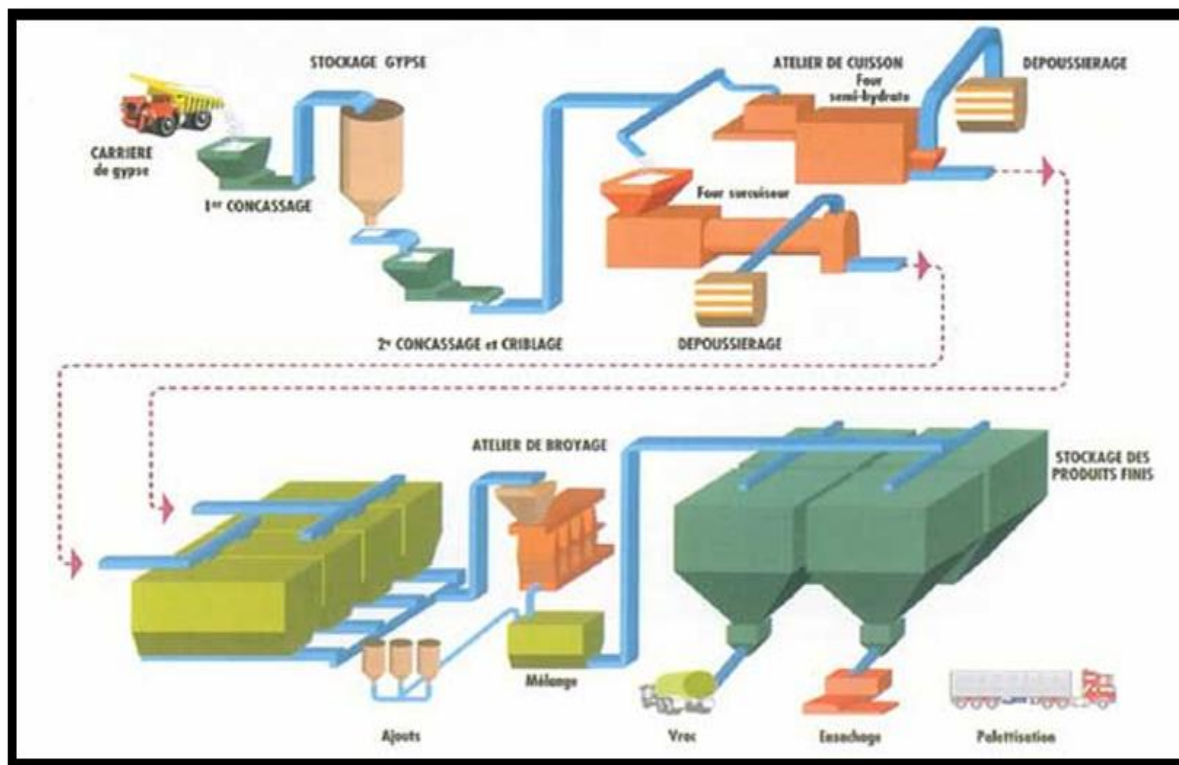 STOCKAGE GYPSE
ATELIER DE CUISSON
Four
semi-hydrate
DEPOUSSIERAGE
CARRIERE
de gypse
1er CONCASSAGE
Four surcuiseur
2e CONCASSAGE et CRIBLAGE
DEPOUSSIERAGE
ATELIER DE BROYAGE
STOCKAGE DES
PRODUITS FINIS
Mélange
Ajouts
Vrac
Ensachage
Palettisation